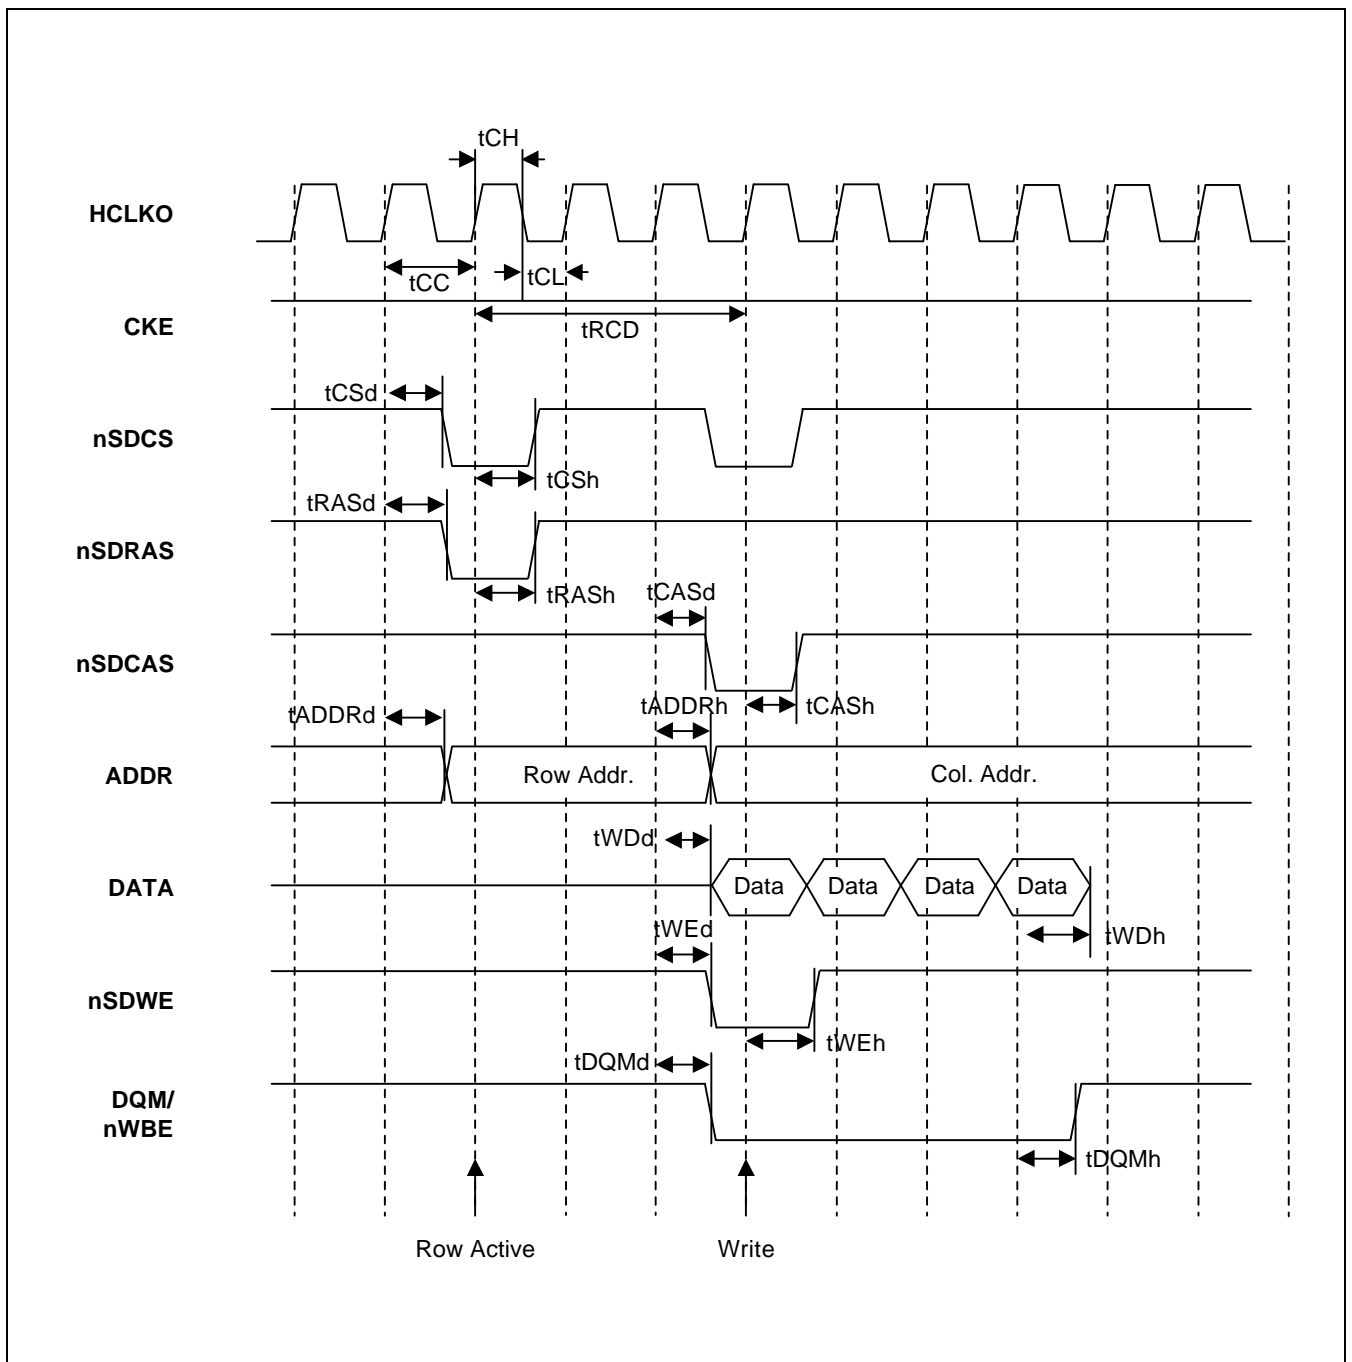 tCH
HCLKO
tCC
tCL
CKE
tRCD
tCSd
nSDCS
tCSh
tRASd
nSDRAS
tRASh
tCASd
nSDCAS
tADDRh
tCASh
tADDRd
ADDR
Row Addr.
Col. Addr.
tWDd
DATA
Data
Data
Data
Data
tWEd
tWDh
nSDWE
tWEh
tDQMd
DQM/
nWBE
tDQMh
Row Active
Write